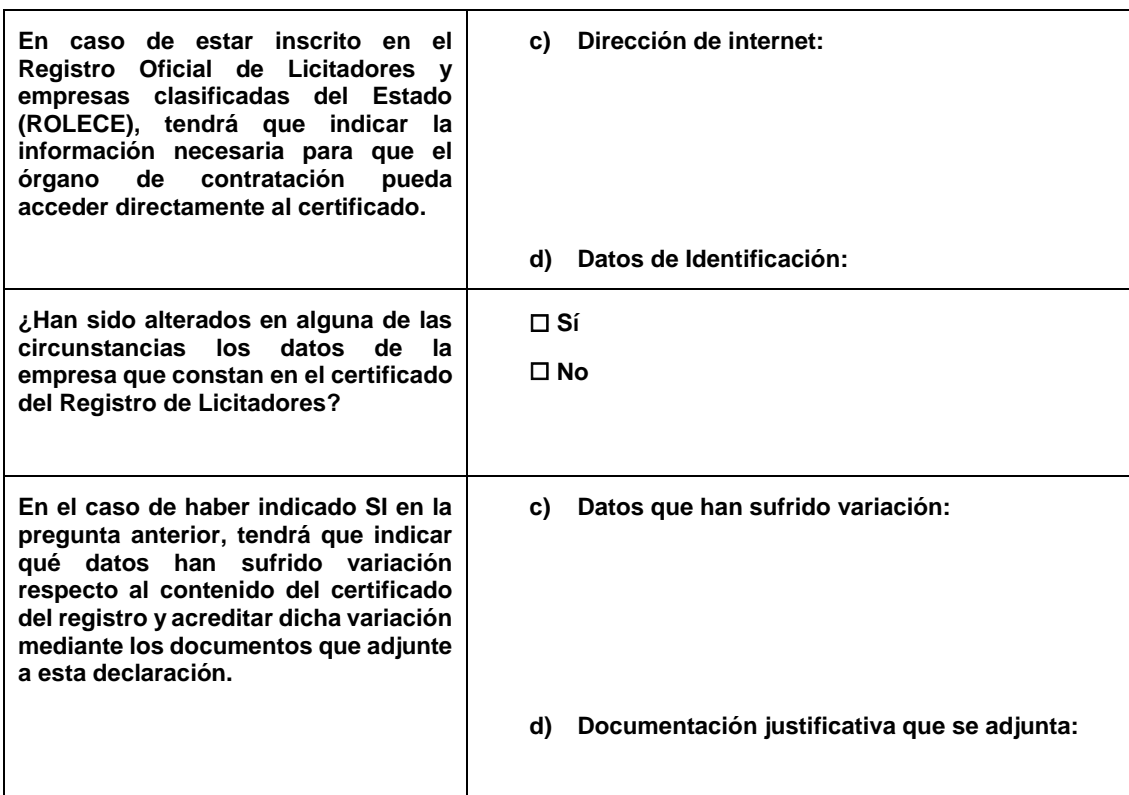 En caso de estar inscrito en el
Registro Oficial de Licitadores y
empresas clasificadas del Estado
(ROLECE), tendrá que indicar la
información necesaria para que el
órgano de contratación pueda
acceder directamente al certificado.
c) Dirección de internet:
d) Datos de Identificación:
¿Han sido alterados en alguna de las
circunstancias los datos de la
empresa que constan en el certificado
del Registro de Licitadores?
☐ Sí
☐ No
En el caso de haber indicado SI en la
pregunta anterior, tendrá que indicar
qué datos han sufrido variación
respecto al contenido del certificado
del registro y acreditar dicha variación
mediante los documentos que adjunte
a esta declaración.
c) Datos que han sufrido variación:
d) Documentación justificativa que se adjunta: